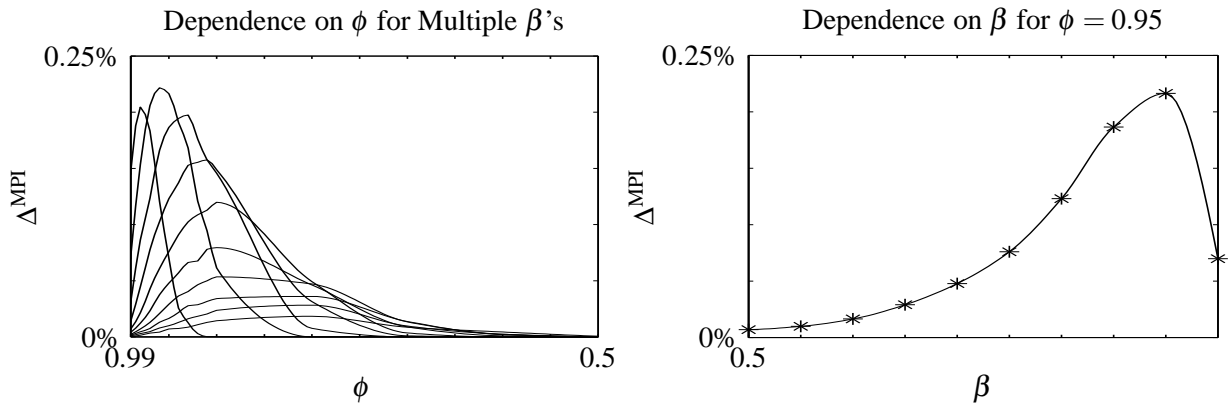 Dependence on ϕ for Multiple β's
0.25%
Δ^MPI
0%
0.99
0.5
ϕ
Dependence on β for ϕ = 0.95
0.25%
Δ^MPI
0%
0.5
β